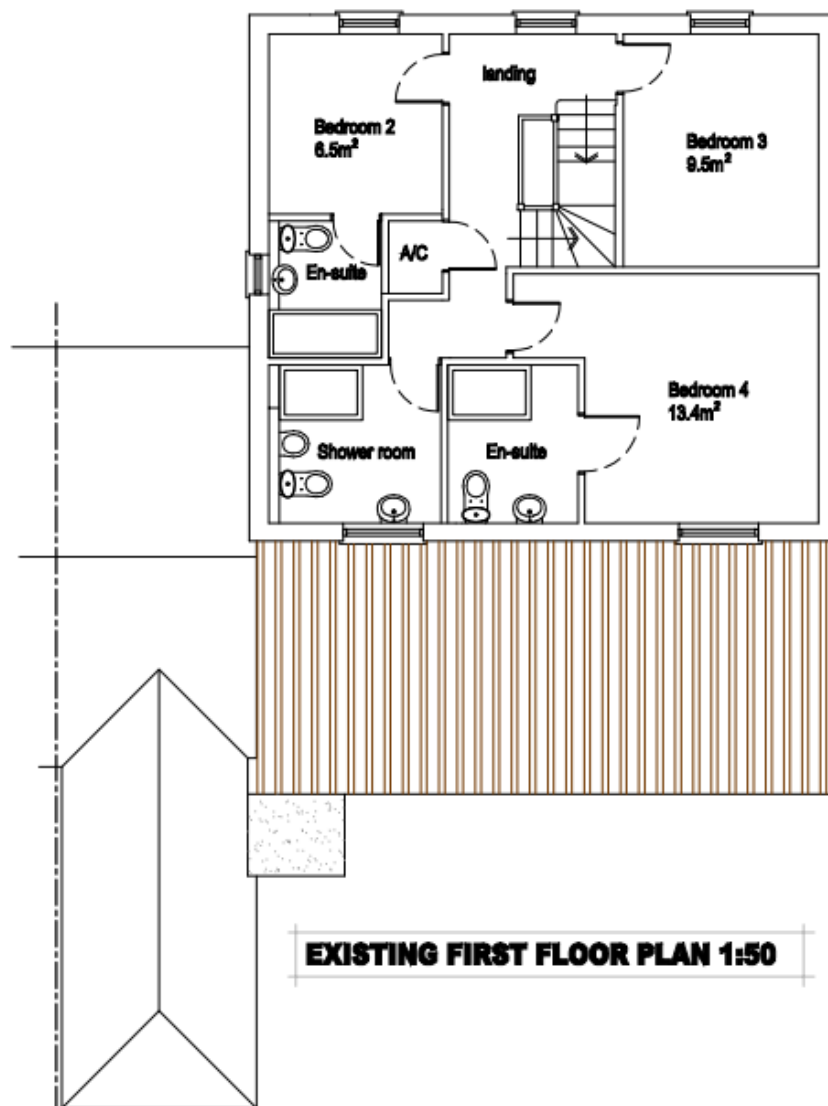 landing
Bedroom 2
6.5m²
Bedroom 3
9.5m²
A/C
En-suite
Bedroom 4
13.4m²
Shower room
En-suite
EXISTING FIRST FLOOR PLAN 1:50